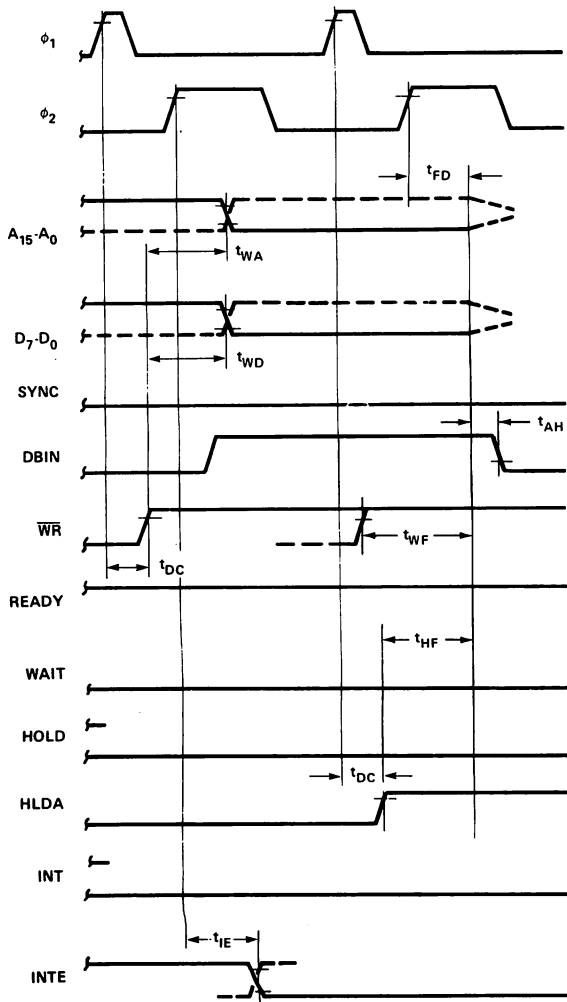 ϕ1
ϕ2
tFD
A15-A0
tWA
D7-D0
tWD
SYNC
tAH
DBIN
WR
tWF
tDC
READY
tHF
WAIT
HOLD
tDC
HLDA
INT
tIE
INTE